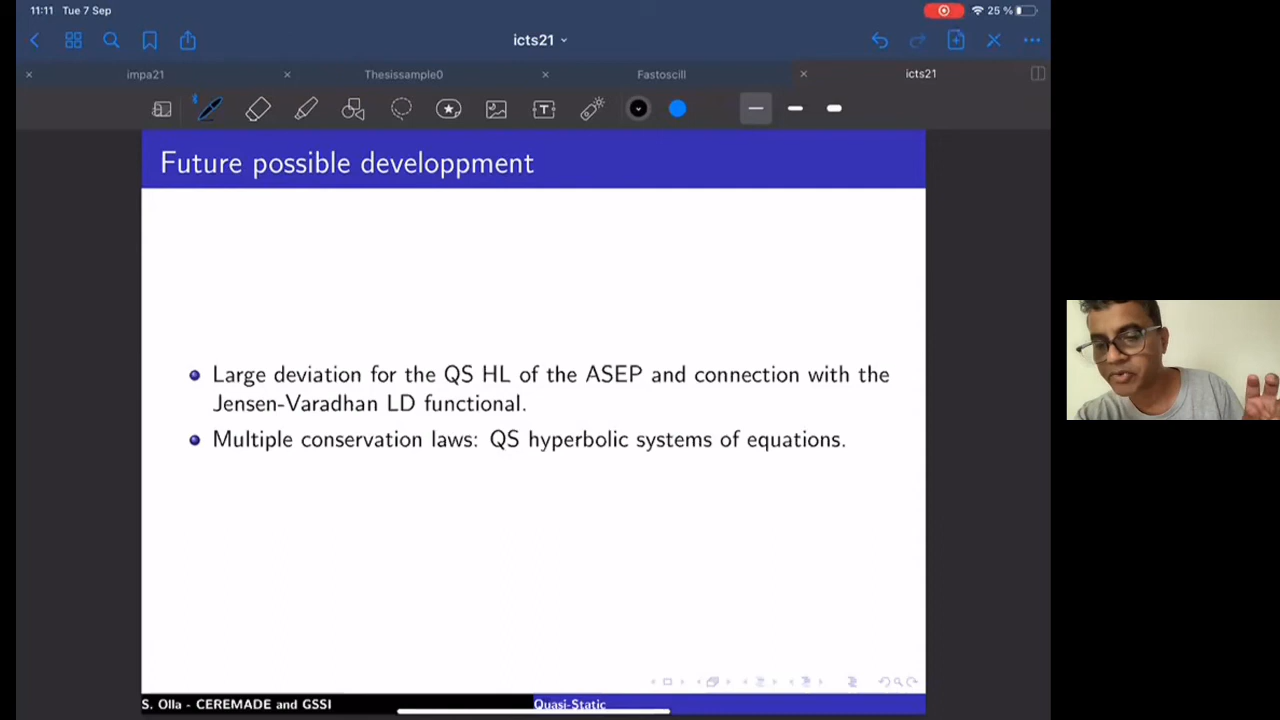 11:11 Tue 7 Sep
25 %
icts21
impa21
Thesissample0
Fastoscill
icts21
T
Future possible developpment
Large deviation for the QS HL of the ASEP and connection with the
Jensen-Varadhan LD functional.
Multiple conservation laws: QS hyperbolic systems of equations.
S. Olla - CEREMADE and GSSI
Quasi-Static